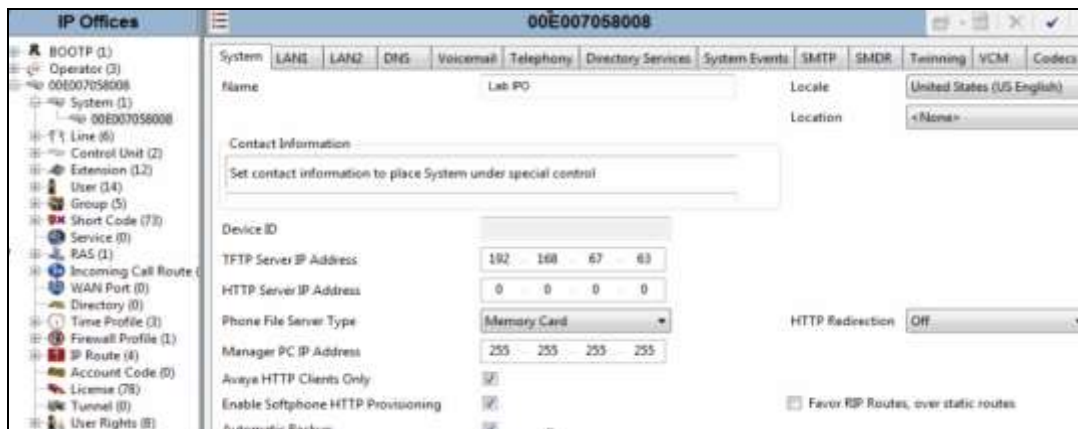 IP Offices
BOOTP (1)
Operator (3)
00E007058008
System (1)
00E007058008
Line (6)
Control Unit (2)
Extension (12)
User (14)
Group (5)
Short Code (73)
Service (0)
RAS (1)
Incoming Call Route (
WAN Port (0)
Directory (0)
Time Profile (3)
Firewall Profile (1)
IP Route (4)
Account Code (0)
License (78)
Tunnel (0)
User Rights (8)
00E007058008
System LAN1 LAN2 DNS Voicemail Telephony Directory Services System Events SMTP SMDR Twinning VCM Codecs
Name Lab IPO Locale United States (US English)
Location <None>
Contact Information
Set contact information to place System under special control
Device ID
TFTP Server IP Address 192 . 168 . 67 . 63
HTTP Server IP Address 0 . 0 . 0 . 0
Phone File Server Type Memory Card HTTP Redirection Off
Manager PC IP Address 255 . 255 . 255 . 255
Avaya HTTP Clients Only
Enable Softphone HTTP Provisioning Favor RIP Routes, over static routes
Automatic Backup